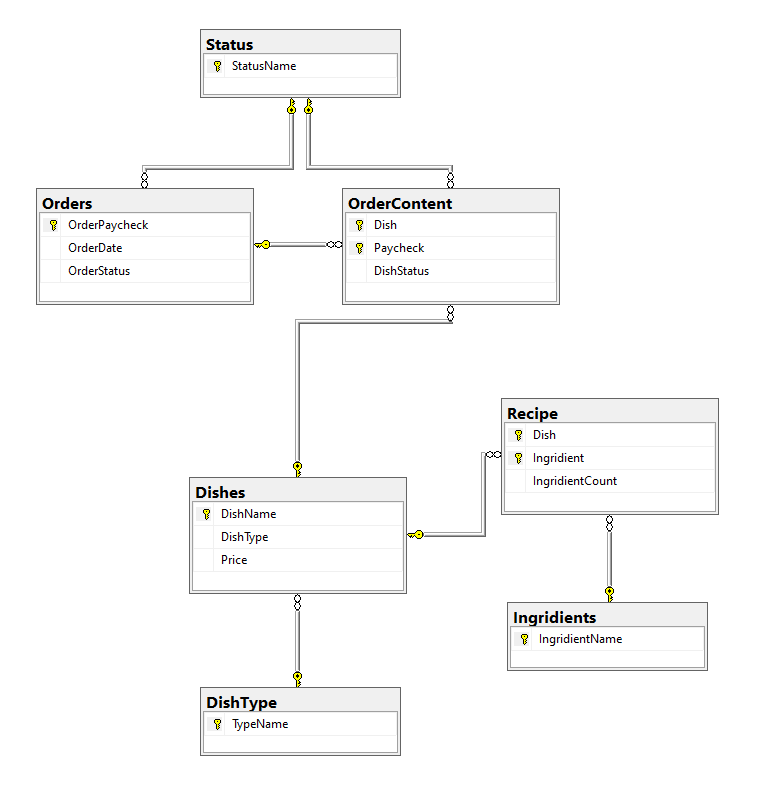 Status
StatusName
Orders
OrderPaycheck
OrderDate
OrderStatus
OrderContent
Dish
Paycheck
DishStatus
Recipe
Dish
Ingridient
IngridientCount
Dishes
DishName
DishType
Price
Ingridients
IngridientName
DishType
TypeName